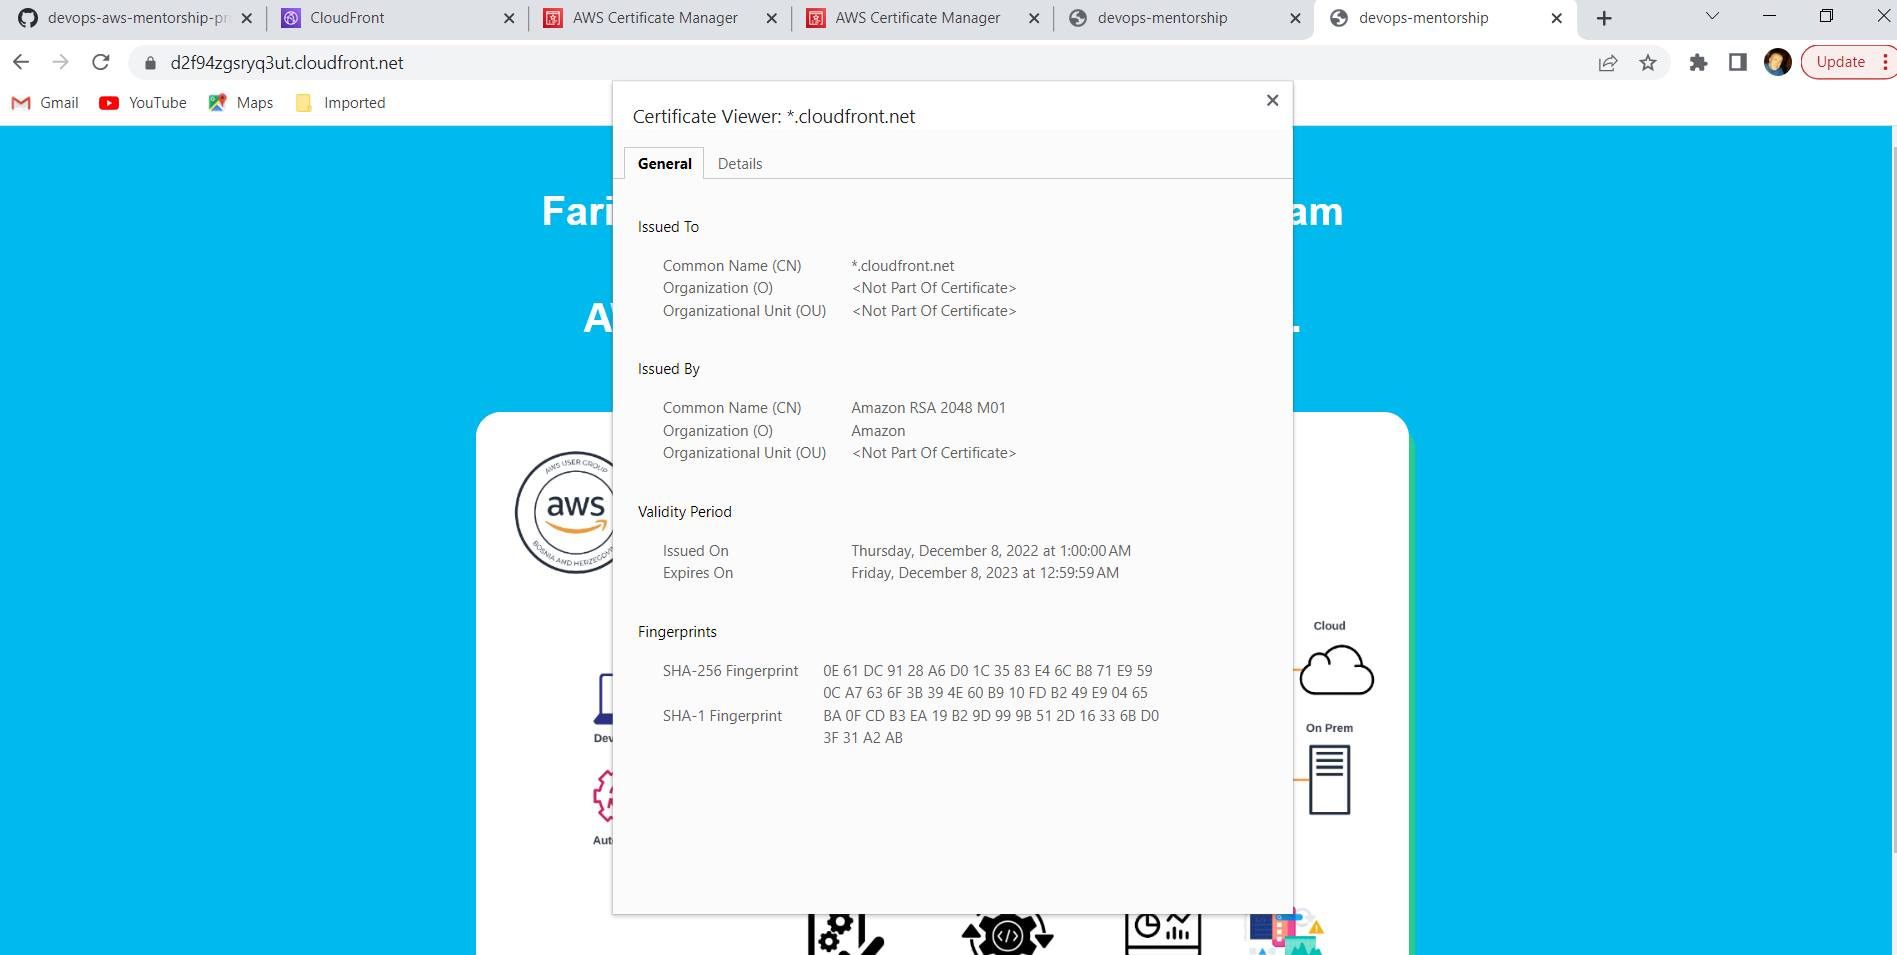 devops-aws-mentorship-pr
CloudFront
AWS Certificate Manager
AWS Certificate Manager
devops-mentorship
devops-mentorship
d2f94zgsryq3ut.cloudfront.net
Update
Gmail
YouTube
Maps
Imported
Certificate Viewer: *.cloudfront.net
General
Details
Fari
am
A
.
Issued To
Common Name (CN) *.cloudfront.net
Organization (O) <Not Part Of Certificate>
Organizational Unit (OU) <Not Part Of Certificate>
Issued By
Common Name (CN) Amazon RSA 2048 M01
Organization (O) Amazon
Organizational Unit (OU) <Not Part Of Certificate>
AWS USER GROUP
aws
BOSNIA AND HERZEGOVI
Validity Period
Issued On Thursday, December 8, 2022 at 1:00:00 AM
Expires On Friday, December 8, 2023 at 12:59:59 AM
Fingerprints
SHA-256 Fingerprint 0E 61 DC 91 28 A6 D0 1C 35 83 E4 6C B8 71 E9 59
0C A7 63 6F 3B 39 4E 60 B9 10 FD B2 49 E9 04 65
SHA-1 Fingerprint BA 0F CD B3 EA 19 B2 9D 99 9B 51 2D 16 33 6B D0
3F 31 A2 AB
Cloud
On Prem
Dev
Aut